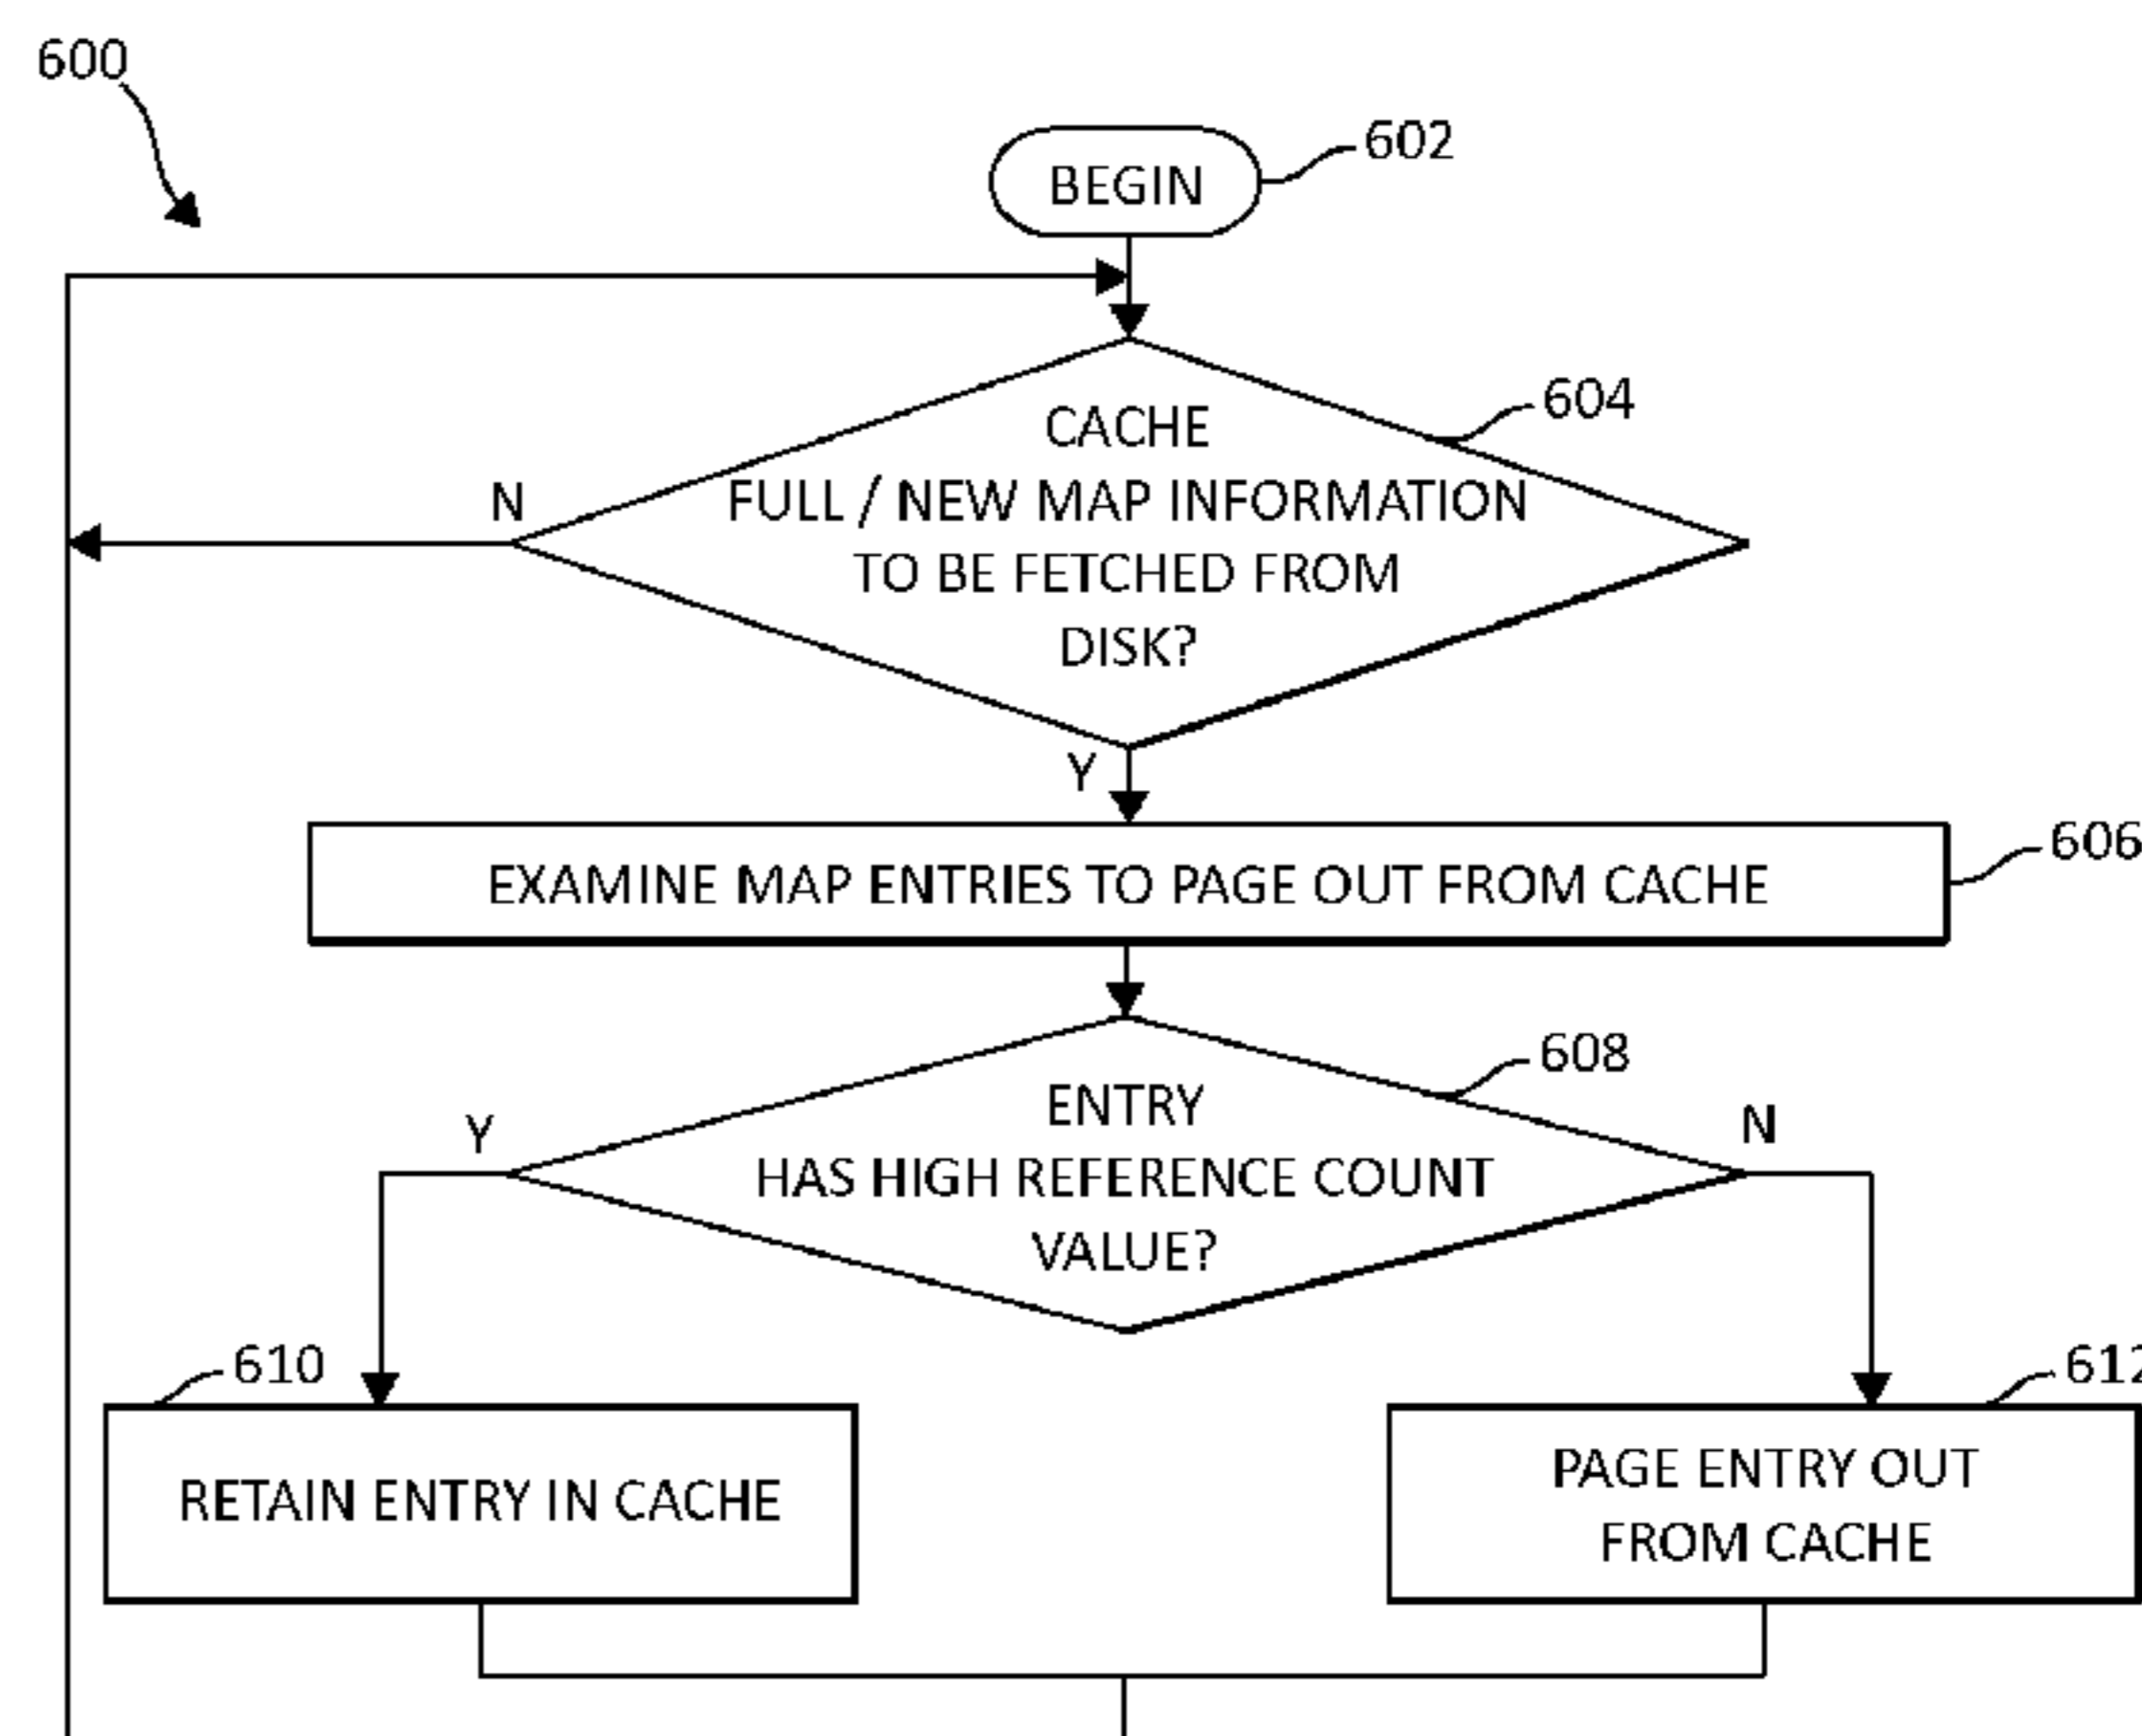 600
BEGIN
602
CACHE
FULL / NEW MAP INFORMATION
TO BE FETCHED FROM
DISK?
604
N
Y
EXAMINE MAP ENTRIES TO PAGE OUT FROM CACHE
606
ENTRY
HAS HIGH REFERENCE COUNT
VALUE?
608
Y
N
610
RETAIN ENTRY IN CACHE
612
PAGE ENTRY OUT
FROM CACHE